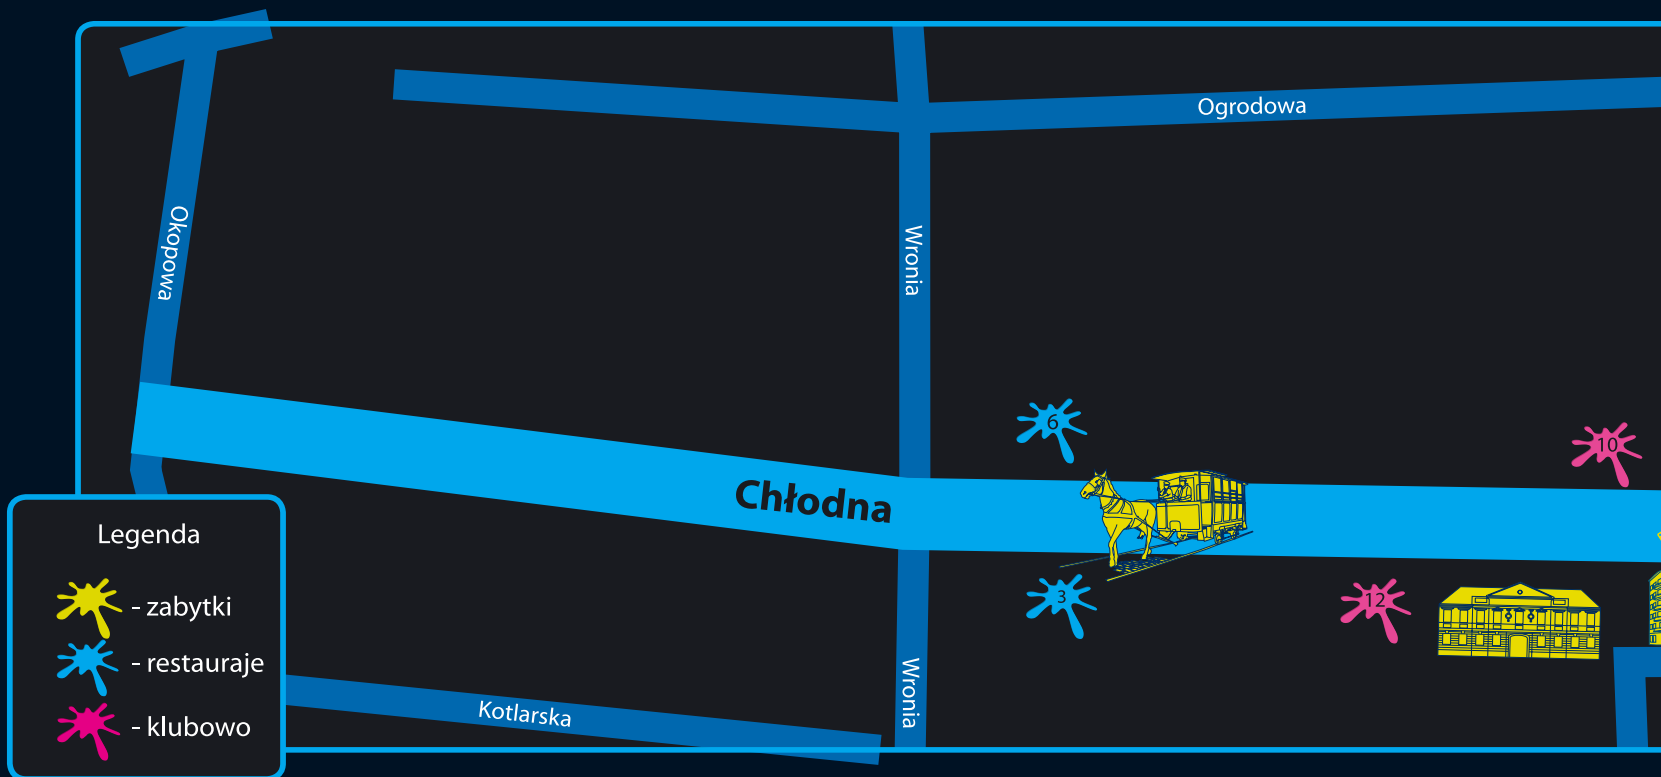 Ogrodowa
Okopowa
Wronia
6
10
Chłodna
3
12
Legenda
- zabytki
- restauraje
- klubowo
Kotlarska
Wronia